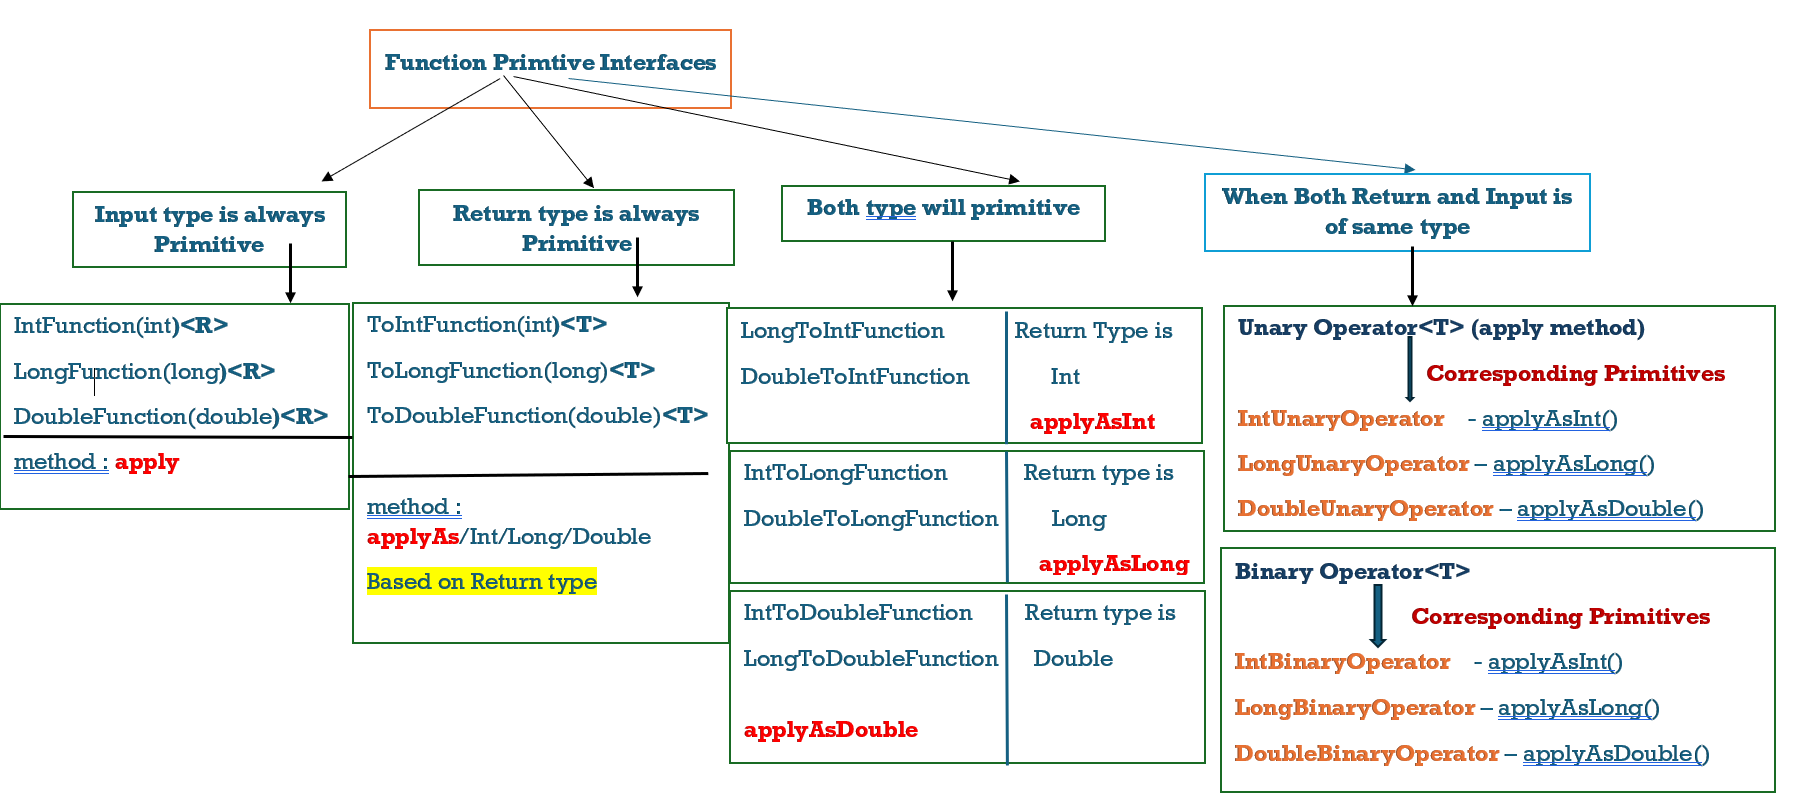 Function Primtive Interfaces
Input type is always
Primitive
Return type is always
Primitive
Both type will primitive
When Both Return and Input is
of same type
IntFunction(int)<R>
LongFunction(long)<R>
DoubleFunction(double)<R>
method : apply
ToIntFunction(int)<T>
ToLongFunction(long)<T>
ToDoubleFunction(double)<T>
method :
applyAs/Int/Long/Double
Based on Return type
LongToIntFunction
DoubleToIntFunction
Return Type is
Int
applyAsInt
IntToLongFunction
DoubleToLongFunction
Return type is
Long
applyAsLong
IntToDoubleFunction
LongToDoubleFunction
applyAsDouble
Return type is
Double
Unary Operator<T> (apply method)
Corresponding Primitives
IntUnaryOperator - applyAsInt()
LongUnaryOperator – applyAsLong()
DoubleUnaryOperator – applyAsDouble()
Binary Operator<T>
Corresponding Primitives
IntBinaryOperator - applyAsInt()
LongBinaryOperator – applyAsLong()
DoubleBinaryOperator – applyAsDouble()